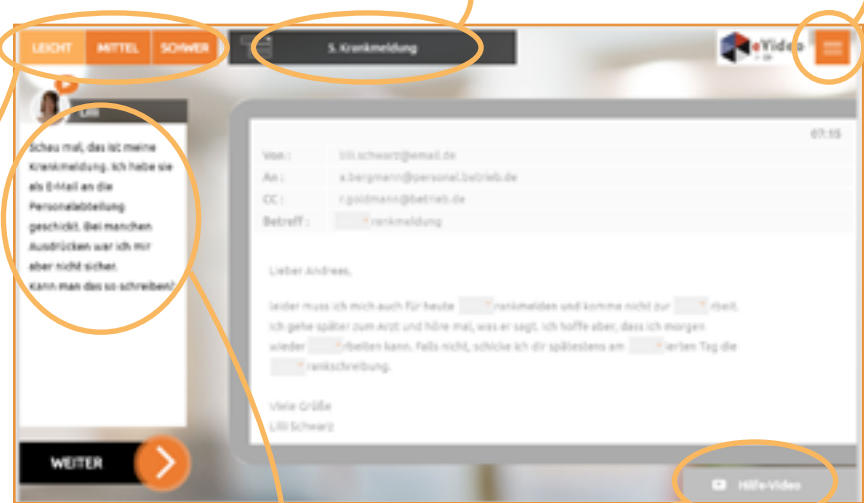 LEICHT MITTEL SCHWER
5. Krankmeldung
eVideo
Lilli
Schau mal, das ist meine
Krankmeldung. Ich habe sie
als E-Mail an die
Personalabteilung
geschickt. Bei manchen
Ausdrücken war ich mir
aber nicht sicher.
Kann man das so schreiben?
WEITER
07:15
Von: lilli.schwarz@email.de
An: a.bergmann@personal.betrieb.de
CC: r.goldmann@betrieb.de
Betreff: *rankmeldung
Lieber Andreas,
leider muss ich mich auch für heute *rankmelden und komme nicht zur *rbeit.
Ich gehe später zum Arzt und höre mal, was er sagt. Ich hoffe aber, dass ich morgen
wieder *rbeiten kann. Falls nicht, schicke ich dir spätestens am *ierten Tag die
*rankschreibung.
Viele Grüße
Lilli Schwarz
Hilfe-Video